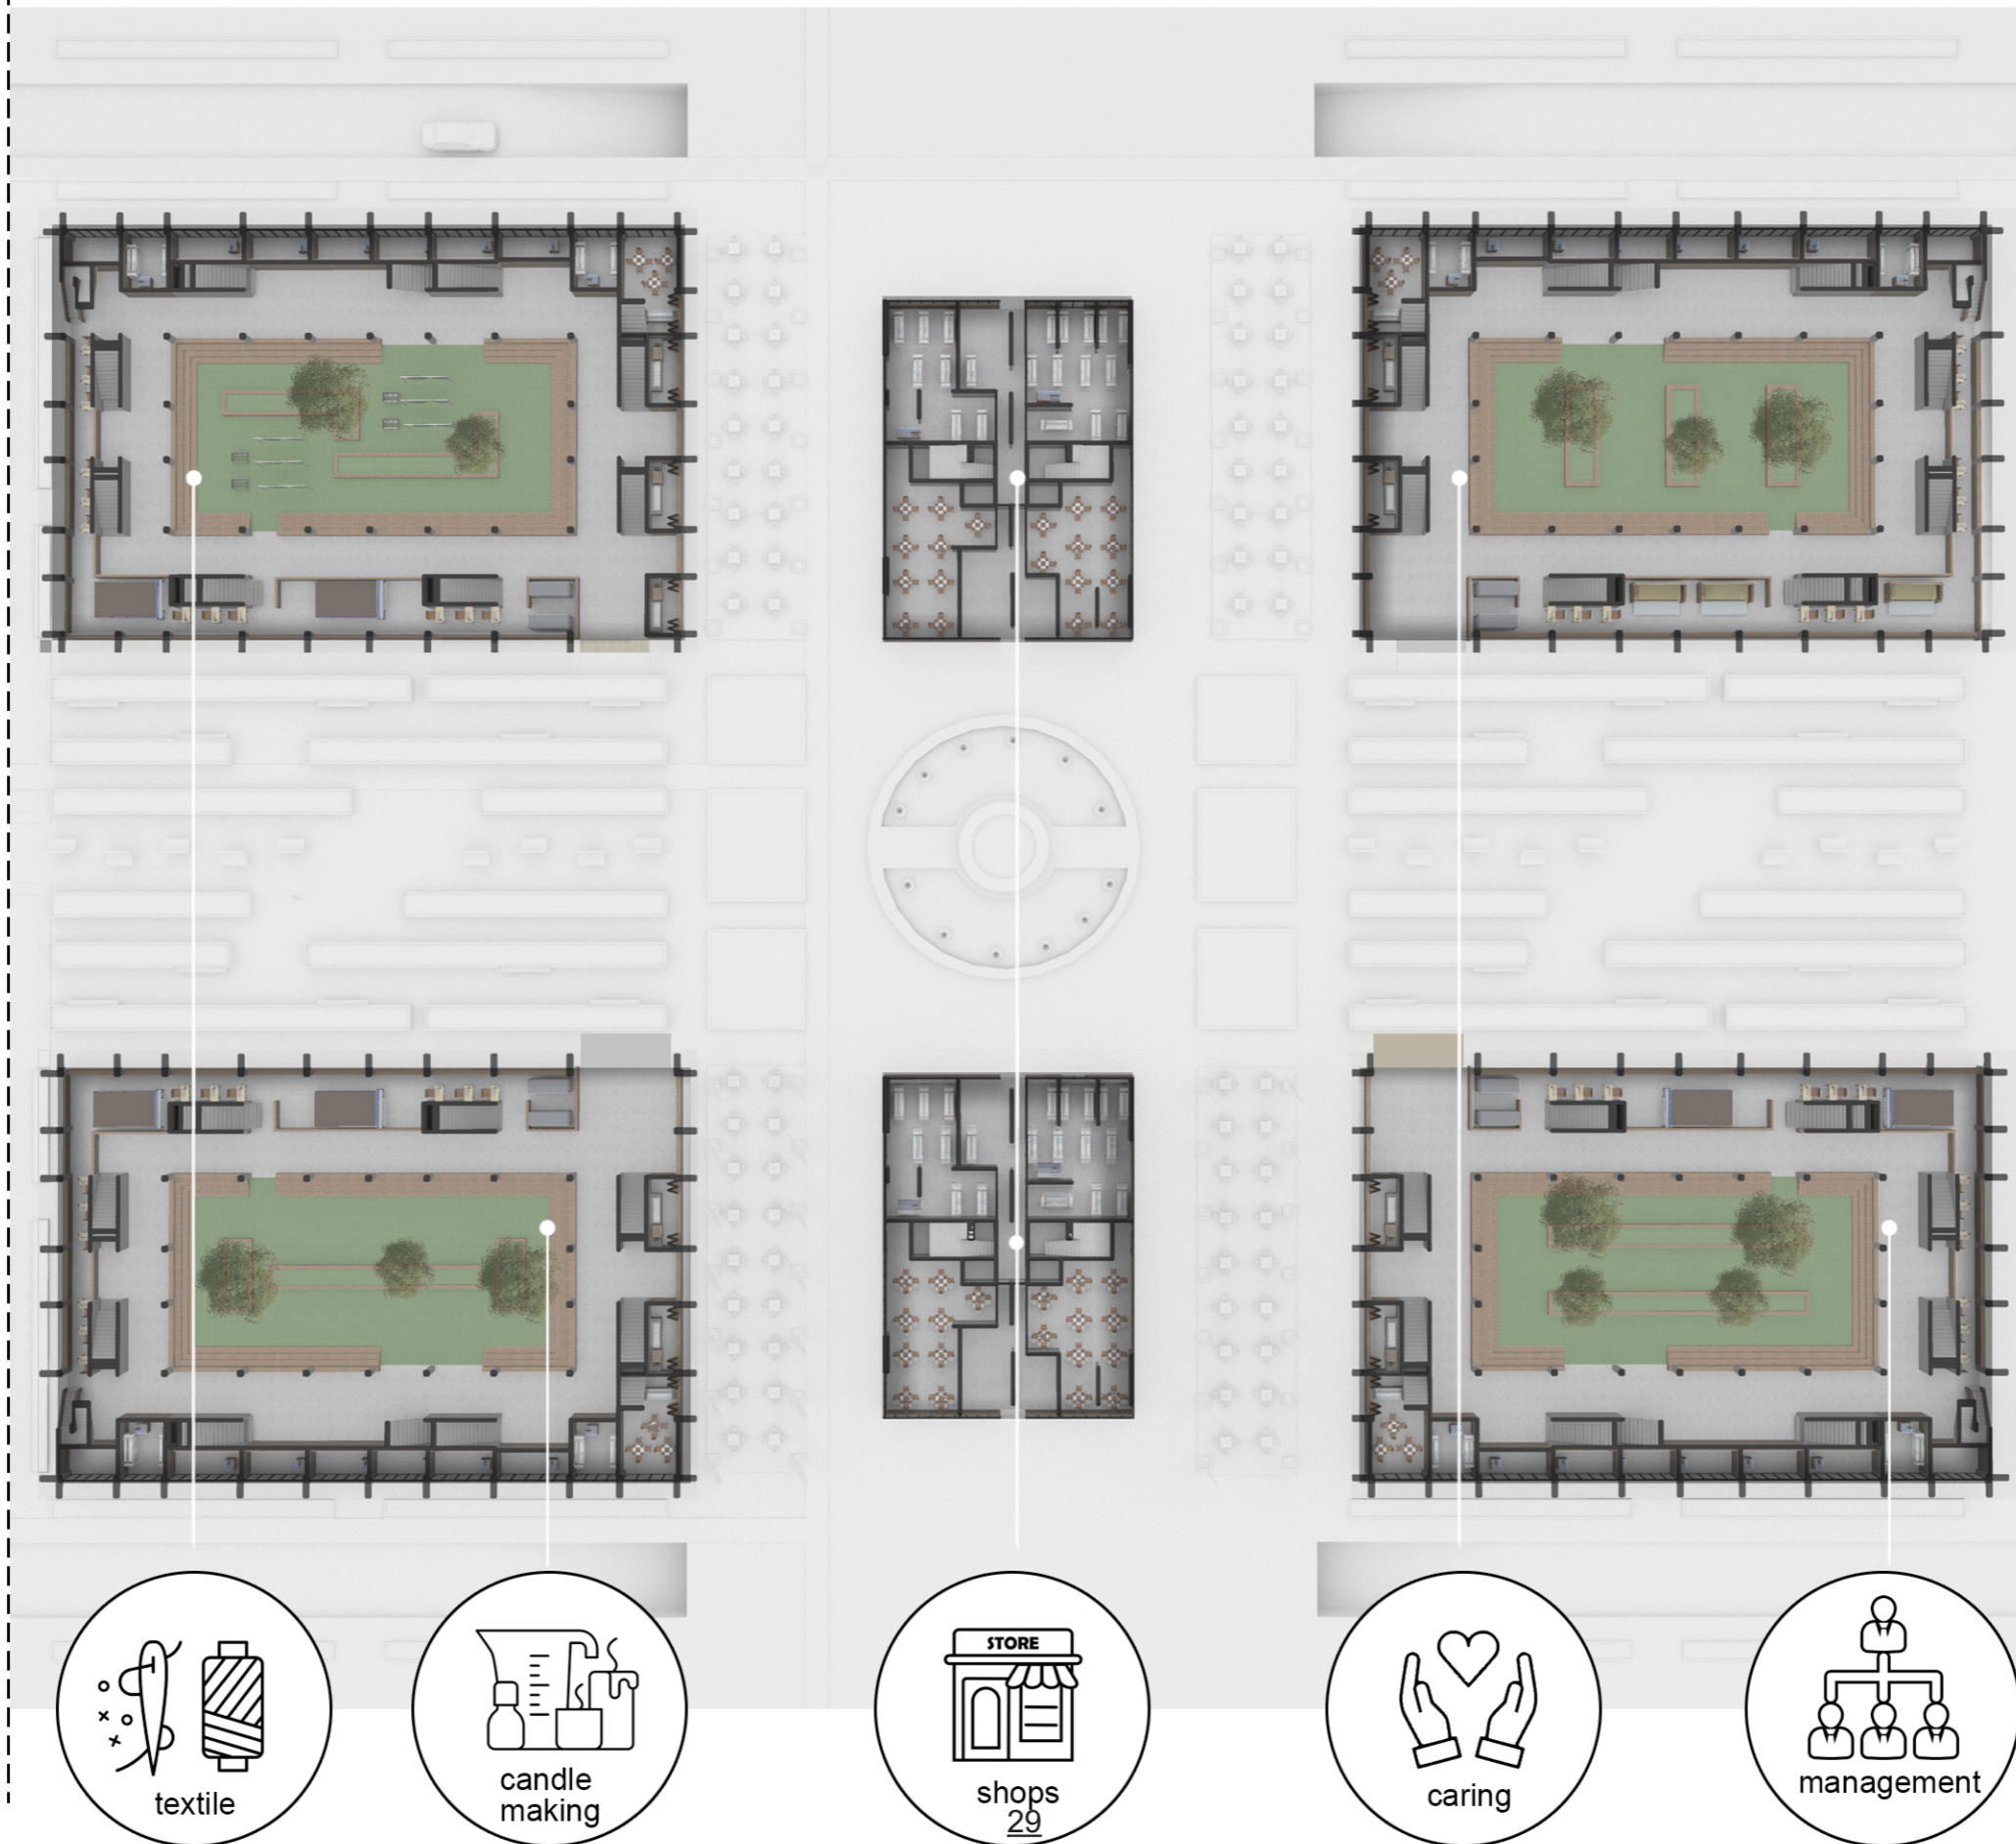 STORE
textile
candle
making
shops
29
caring
management